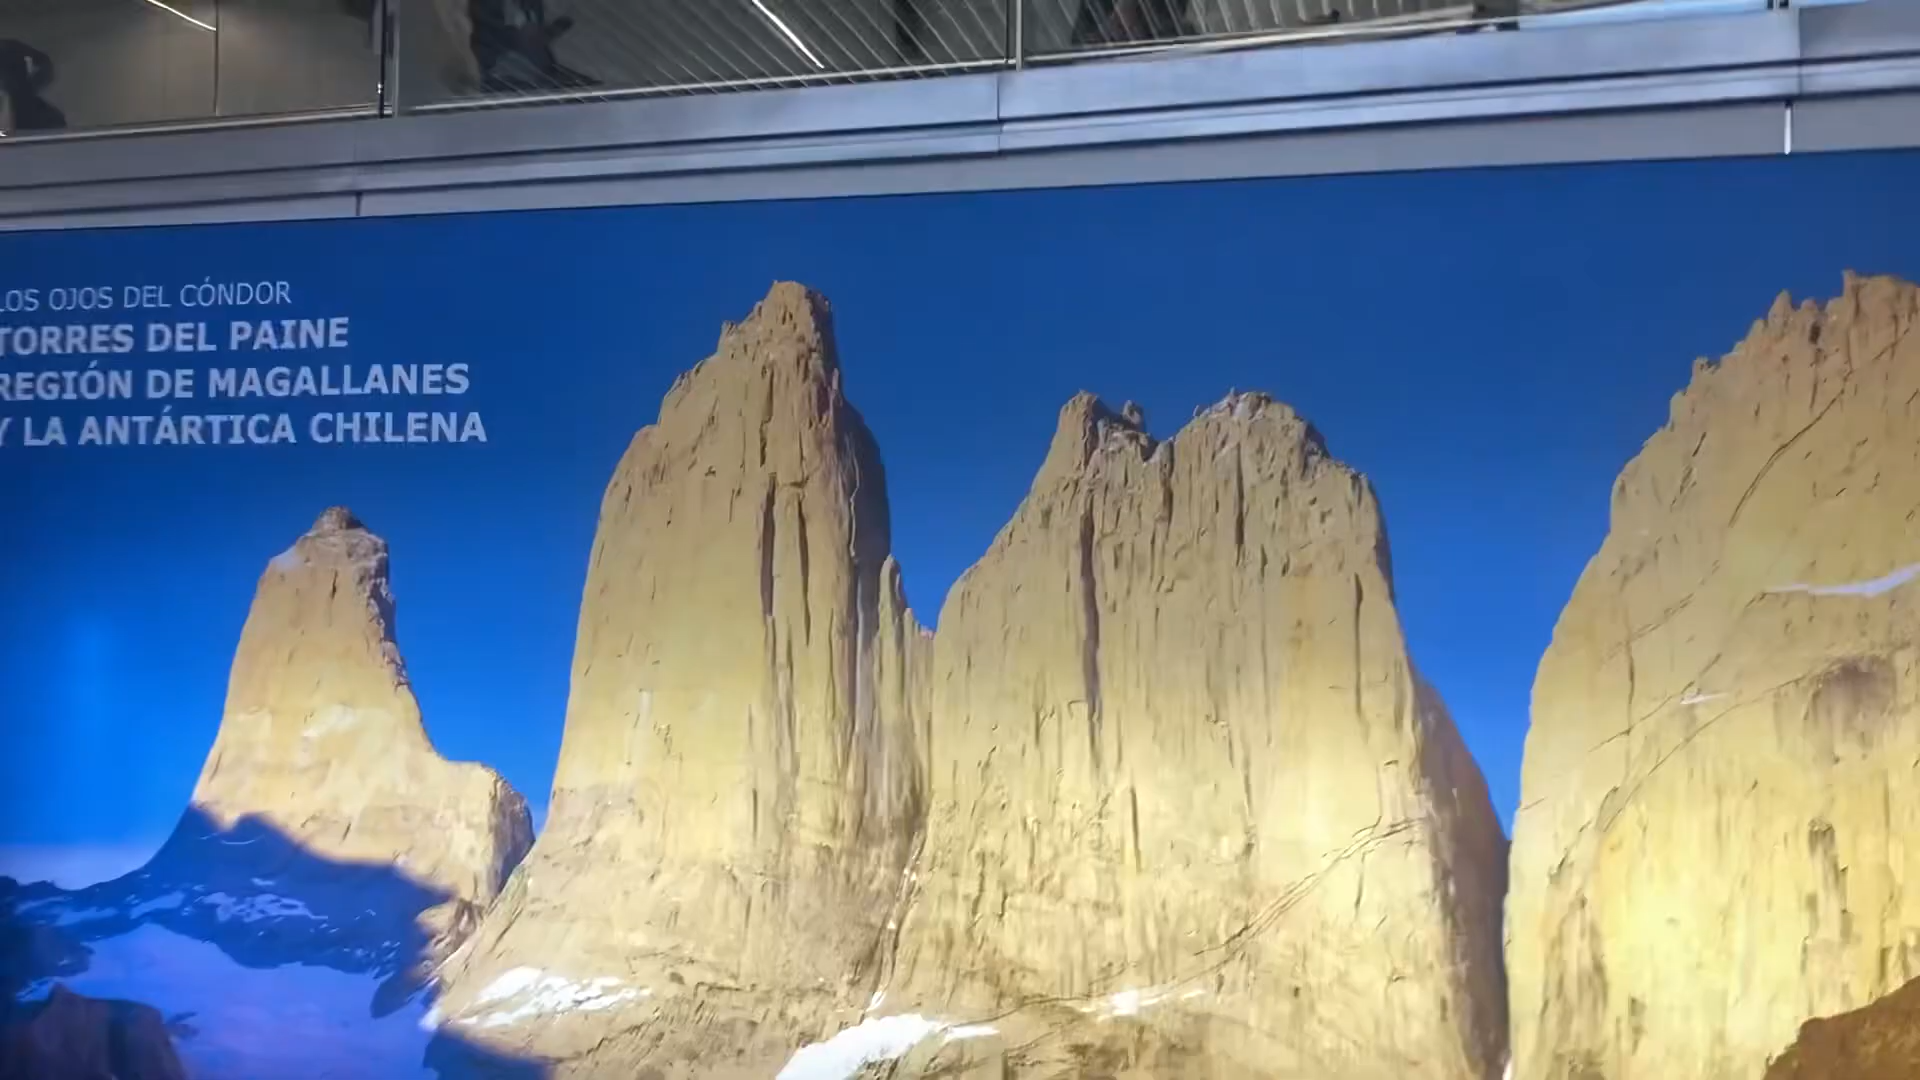 LOS OJOS DEL CÓNDOR
TORRES DEL PAINE
REGIÓN DE MAGALLANES
Y LA ANTÁRTICA CHILENA